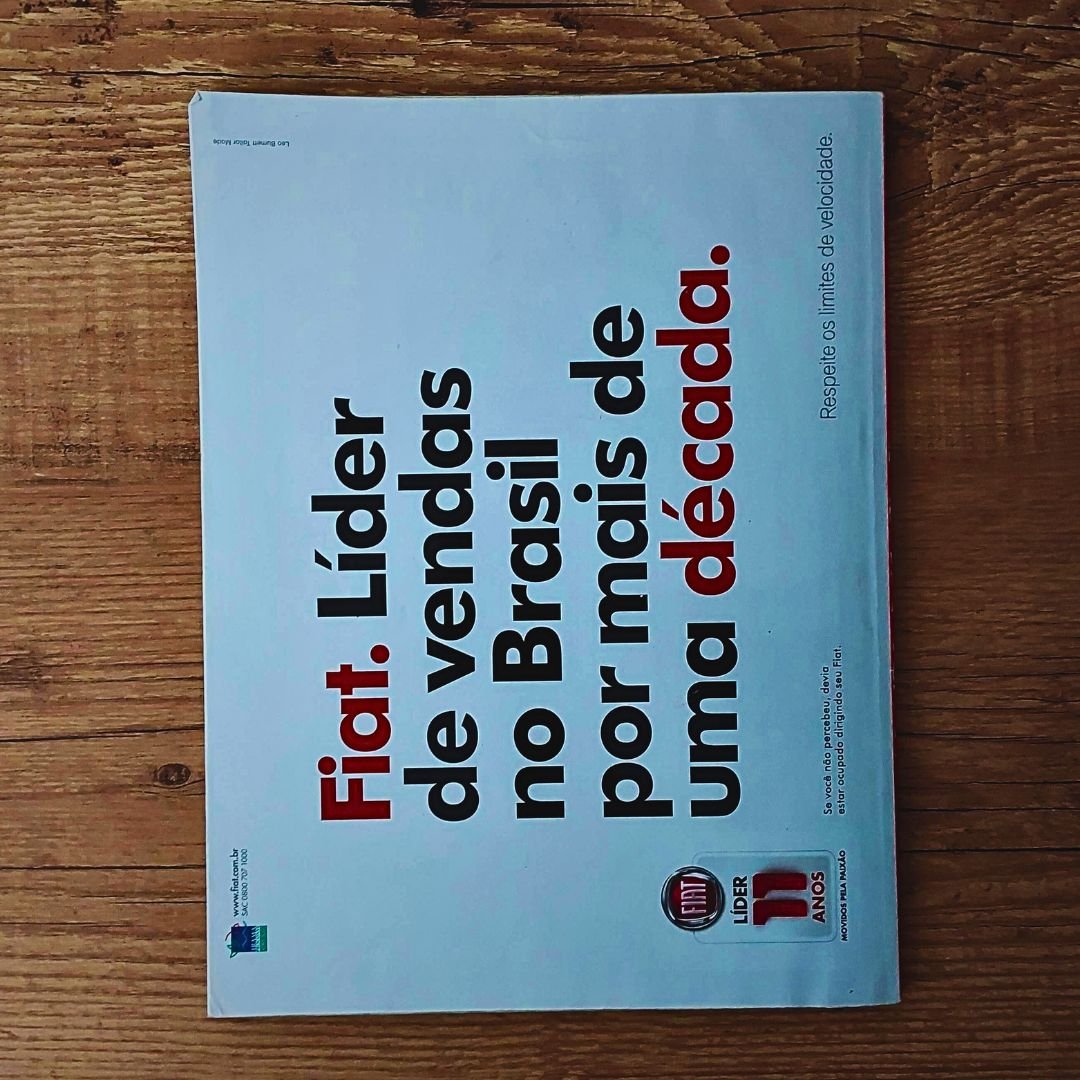 www.fiat.com.br
SAC 0800 707 1000
IBAMA
Fiat. Líder
de vendas
no Brasil
por mais de
uma década.
FIAT
LÍDER
11
ANOS
MOVIDOS PELA PAIXÃO
Se você não percebeu, devia
estar ocupado dirigindo seu Fiat.
Respeite os limites de velocidade.
Leo Burnett Tailor Made